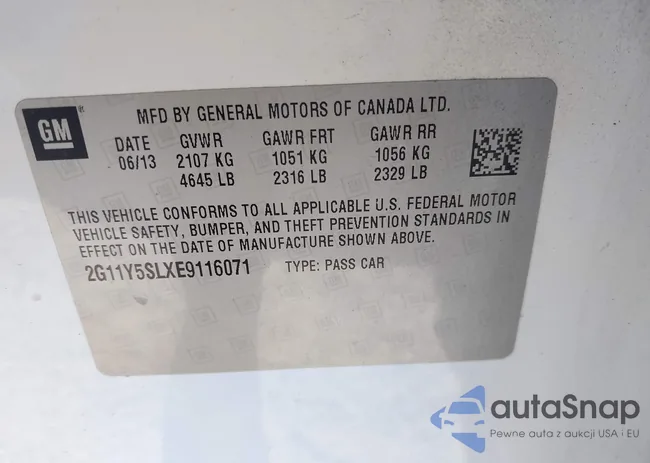 GM
MFD BY GENERAL MOTORS OF CANADA LTD.
DATE GVWR GAWR FRT GAWR RR
06/13 2107 KG 1051 KG 1056 KG
4645 LB 2316 LB 2329 LB
THIS VEHICLE CONFORMS TO ALL APPLICABLE U.S. FEDERAL MOTOR
VEHICLE SAFETY, BUMPER, AND THEFT PREVENTION STANDARDS IN
EFFECT ON THE DATE OF MANUFACTURE SHOWN ABOVE.
2G11Y5SLXE9116071 TYPE: PASS CAR
autaSnap
Pewne auta z aukcji USA i EU